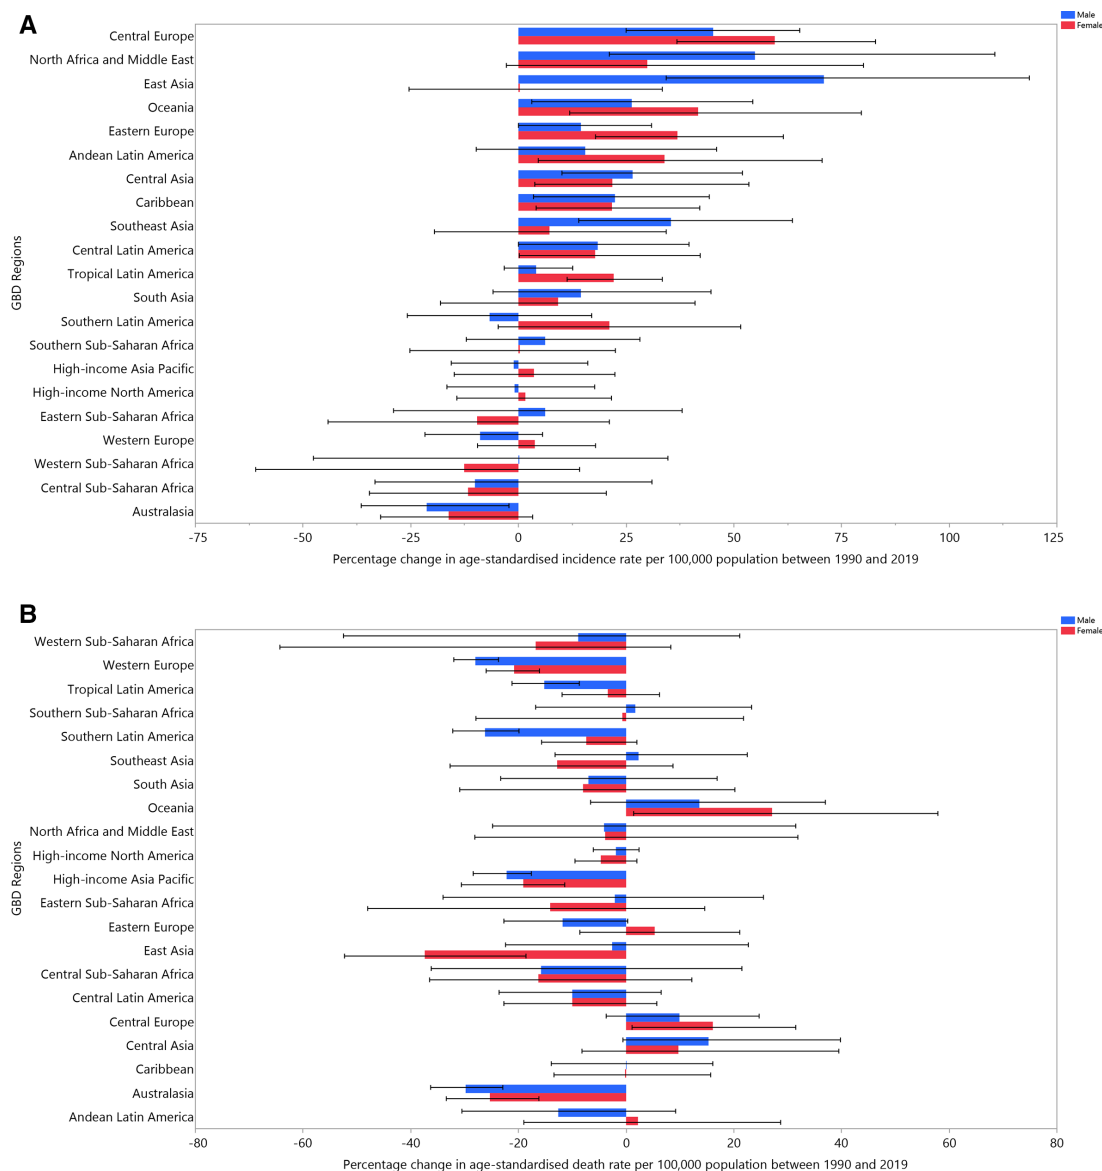 A
Male
Female
GBD Regions
Central Europe
North Africa and Middle East
East Asia
Oceania
Eastern Europe
Andean Latin America
Central Asia
Caribbean
Southeast Asia
Central Latin America
Tropical Latin America
South Asia
Southern Latin America
Southern Sub-Saharan Africa
High-income Asia Pacific
High-income North America
Eastern Sub-Saharan Africa
Western Europe
Western Sub-Saharan Africa
Central Sub-Saharan Africa
Australasia
-75 -50 -25 0 25 50 75 100 125
Percentage change in age-standardised incidence rate per 100,000 population between 1990 and 2019
B
Male
Female
GBD Regions
Western Sub-Saharan Africa
Western Europe
Tropical Latin America
Southern Sub-Saharan Africa
Southern Latin America
Southeast Asia
South Asia
Oceania
North Africa and Middle East
High-income North America
High-income Asia Pacific
Eastern Sub-Saharan Africa
Eastern Europe
East Asia
Central Sub-Saharan Africa
Central Latin America
Central Europe
Central Asia
Caribbean
Australasia
Andean Latin America
-80 -60 -40 -20 0 20 40 60 80
Percentage change in age-standardised death rate per 100,000 population between 1990 and 2019